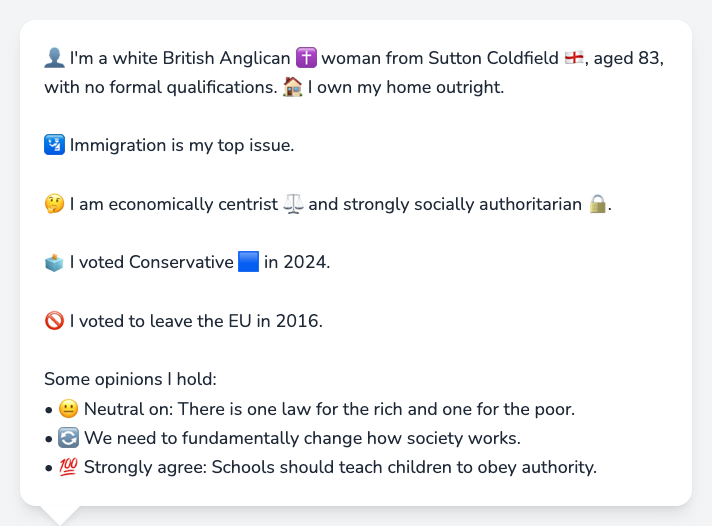 👤 I'm a white British Anglican ✝️ woman from Sutton Coldfield 🏴󠁧󠁢󠁥󠁮󠁧󠁿, aged 83,
with no formal qualifications. 🏠 I own my home outright.
🛂 Immigration is my top issue.
🤔 I am economically centrist ⚖️ and strongly socially authoritarian 🔒.
🗳️ I voted Conservative 🟦 in 2024.
🚫 I voted to leave the EU in 2016.
Some opinions I hold:
• 😐 Neutral on: There is one law for the rich and one for the poor.
• 🔄 We need to fundamentally change how society works.
• 💯 Strongly agree: Schools should teach children to obey authority.